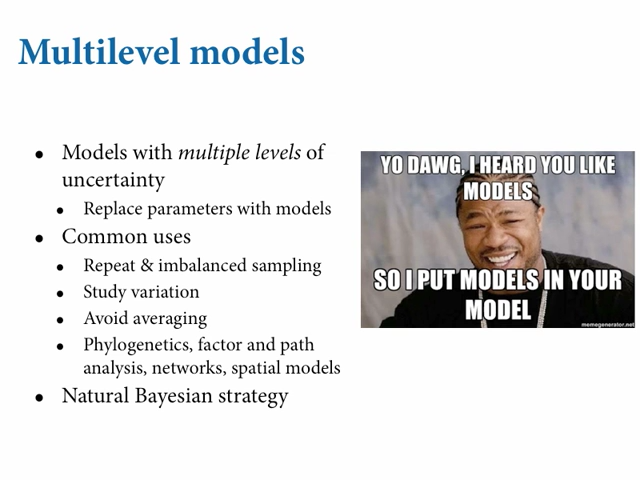 Multilevel models
• Models with multiple levels of
uncertainty
• Replace parameters with models
• Common uses
• Repeat & imbalanced sampling
• Study variation
• Avoid averaging
• Phylogenetics, factor and path
analysis, networks, spatial models
• Natural Bayesian strategy
YO DAWG, I HEARD YOU LIKE
MODELS
SO I PUT MODELS IN YOUR
MODEL
memegenerator.net